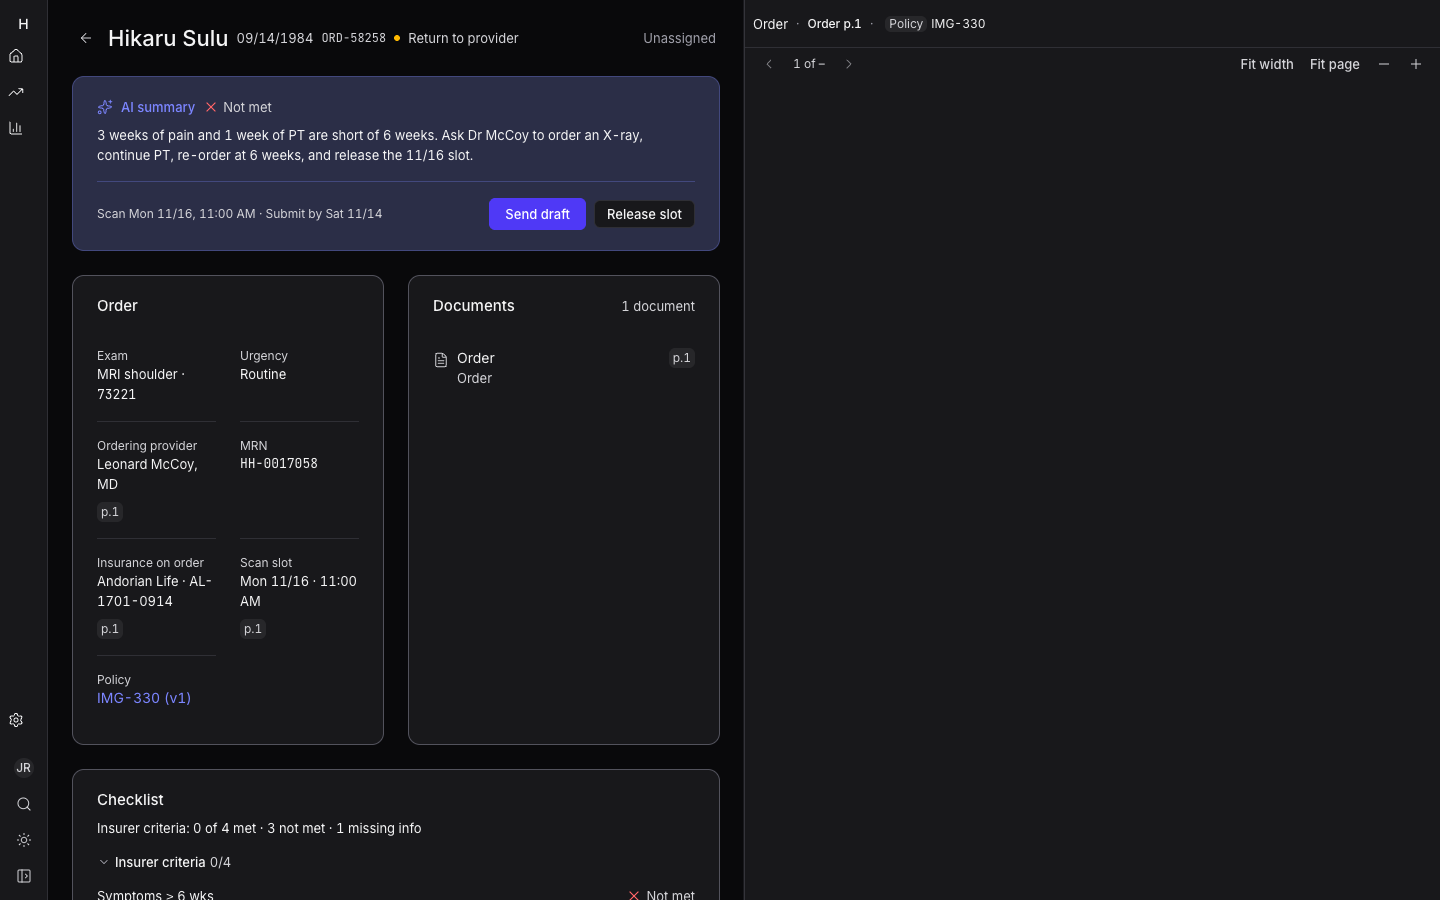 H
Hikaru Sulu 09/14/1984 ORD-58258 Return to provider Unassigned
AI summary Not met
3 weeks of pain and 1 week of PT are short of 6 weeks. Ask Dr McCoy to order an X-ray,
continue PT, re-order at 6 weeks, and release the 11/16 slot.
Scan Mon 11/16, 11:00 AM · Submit by Sat 11/14
Send draft
Release slot
Order
Exam
MRI shoulder ·
73221
Urgency
Routine
Ordering provider
Leonard McCoy,
MD
p.1
MRN
HH-0017058
Insurance on order
Andorian Life · AL-
1701-0914
p.1
Scan slot
Mon 11/16 · 11:00
AM
p.1
Policy
IMG-330 (v1)
Documents
1 document
Order
Order
p.1
Checklist
Insurer criteria: 0 of 4 met · 3 not met · 1 missing info
Insurer criteria 0/4
Symptoms ≥ 6 wks
Not met
JR
Order · Order p.1 · Policy IMG-330
1 of –
Fit width
Fit page